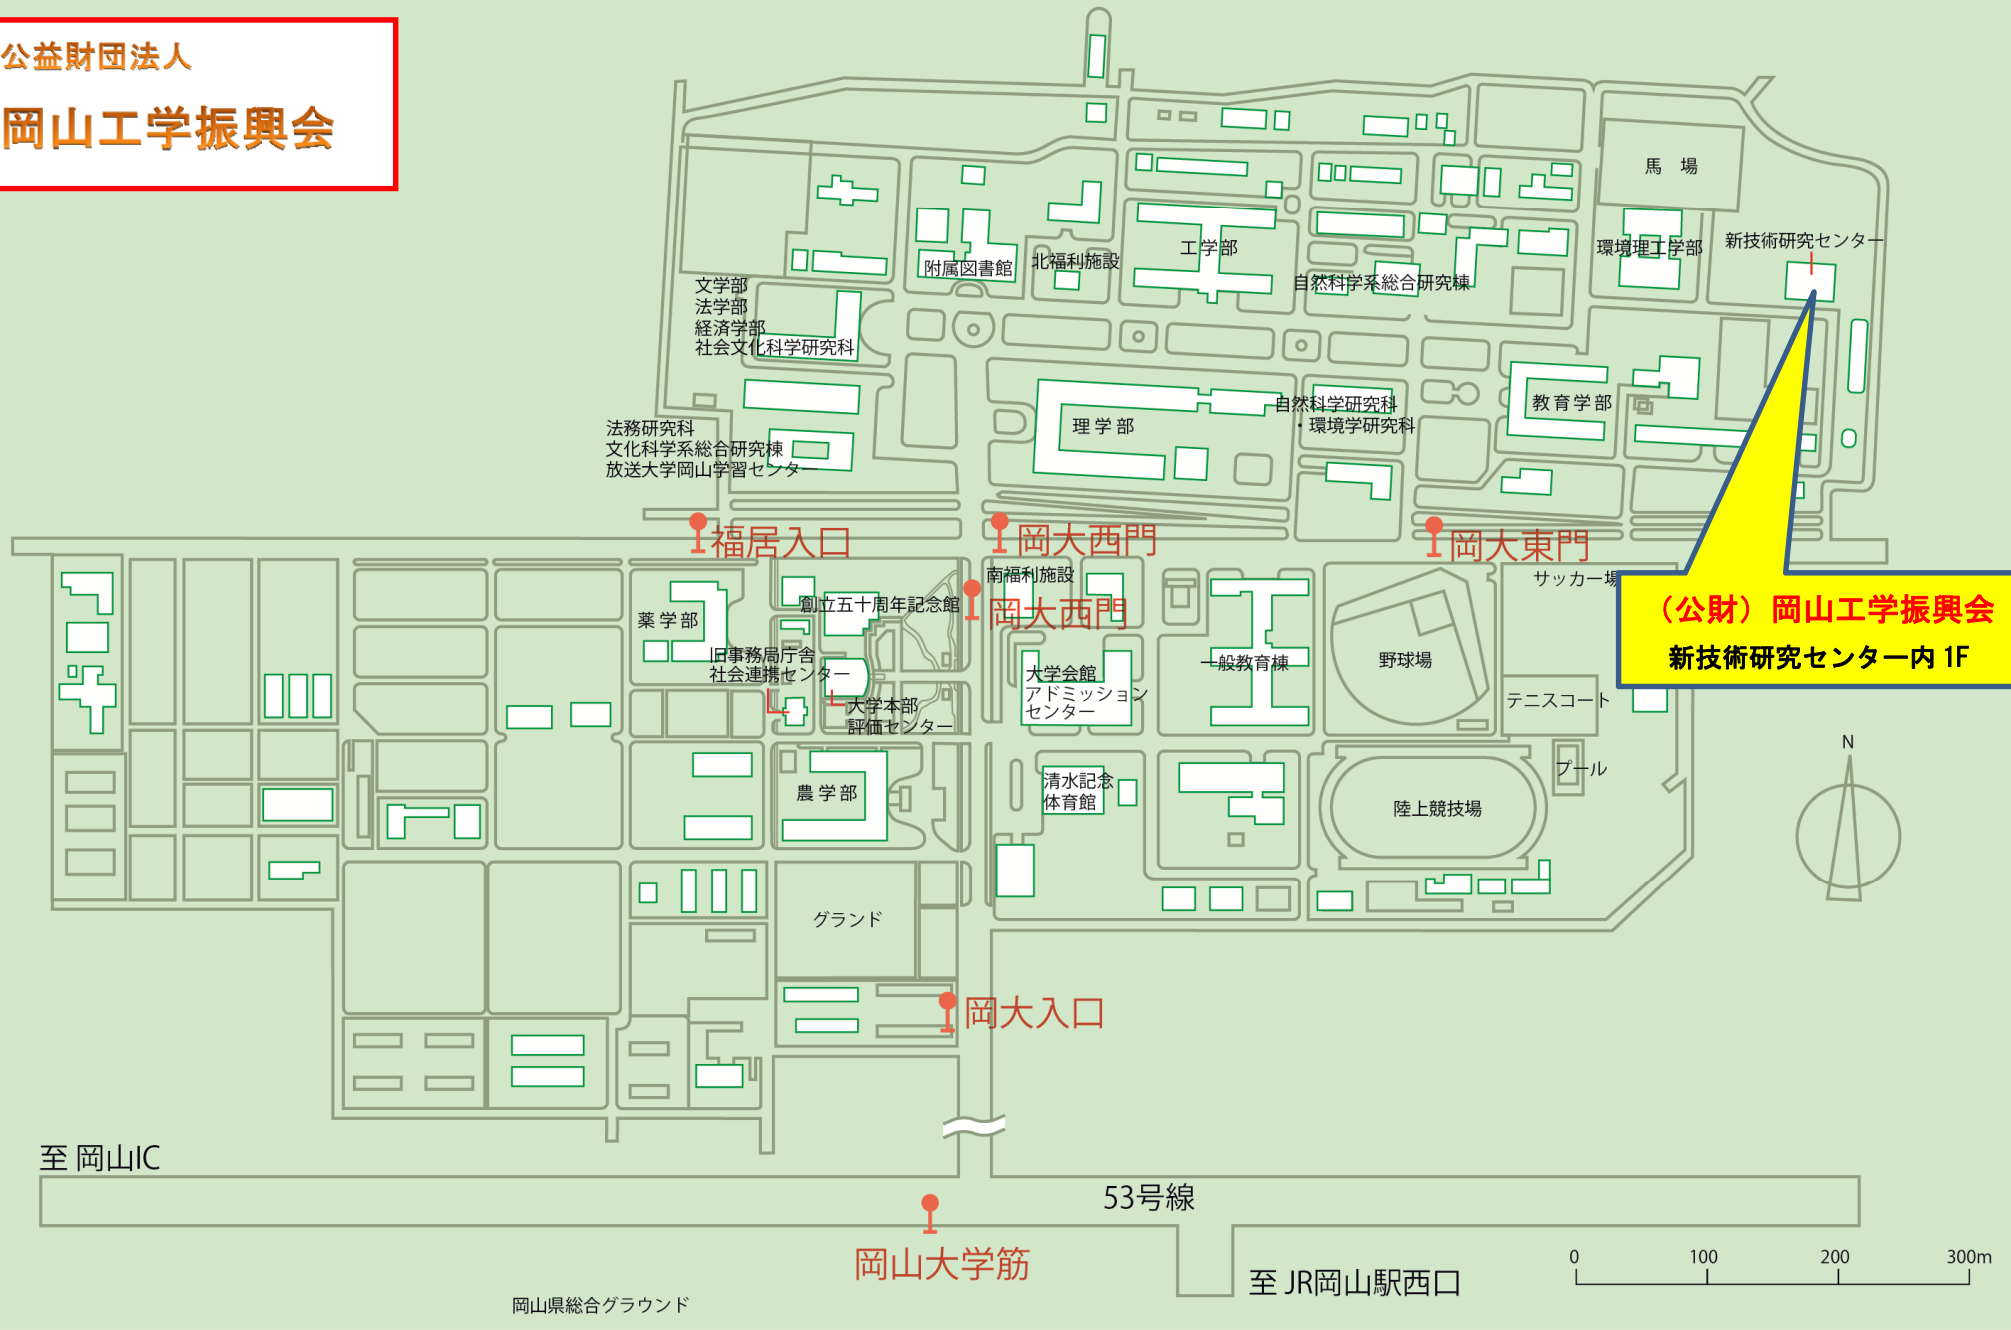 公益財団法人
岡山工学振興会
馬　場
工学部
環境理工学部
新技術研究センター
附属図書館
北福利施設
自然科学系総合研究棟
文学部
法学部
経済学部
社会文化科学研究科
自然科学研究科
・環境学研究科
教育学部
理学部
法務研究科
文化科学系総合研究棟
放送大学岡山学習センター
福居入口
岡大西門
岡大東門
南福利施設
サッカー場
創立五十周年記念館
岡大西門
薬学部
（公財）岡山工学振興会
新技術研究センター内 1F
旧事務局庁舎
社会連携センター
大学会館
アドミッション
センター
一般教育棟
野球場
テニスコート
大学本部
評価センター
N
プール
農学部
清水記念
体育館
陸上競技場
グランド
岡大入口
至 岡山IC
53号線
岡山大学筋
至 JR岡山駅西口
0 100 200 300m
岡山県総合グラウンド